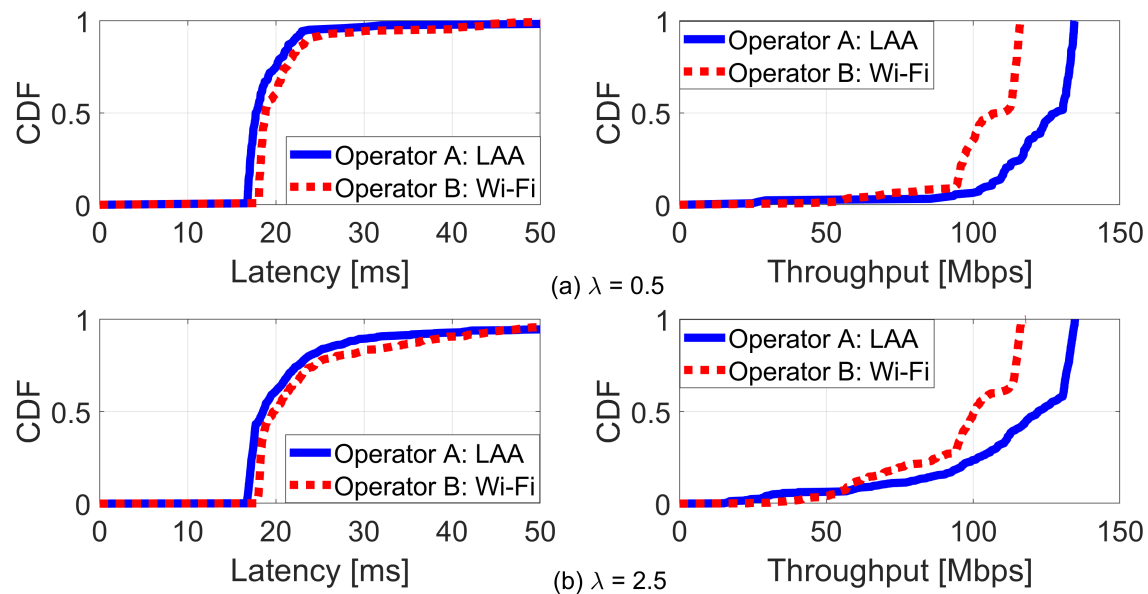 1
0.5
0
CDF
Operator A: LAA
Operator B: Wi-Fi
0 10 20 30 40 50
Latency [ms]
1
0.5
0
CDF
Operator A: LAA
Operator B: Wi-Fi
0 50 100 150
Throughput [Mbps]
(a) λ = 0.5
1
0.5
0
CDF
Operator A: LAA
Operator B: Wi-Fi
0 10 20 30 40 50
Latency [ms]
1
0.5
0
CDF
Operator A: LAA
Operator B: Wi-Fi
0 50 100 150
Throughput [Mbps]
(b) λ = 2.5